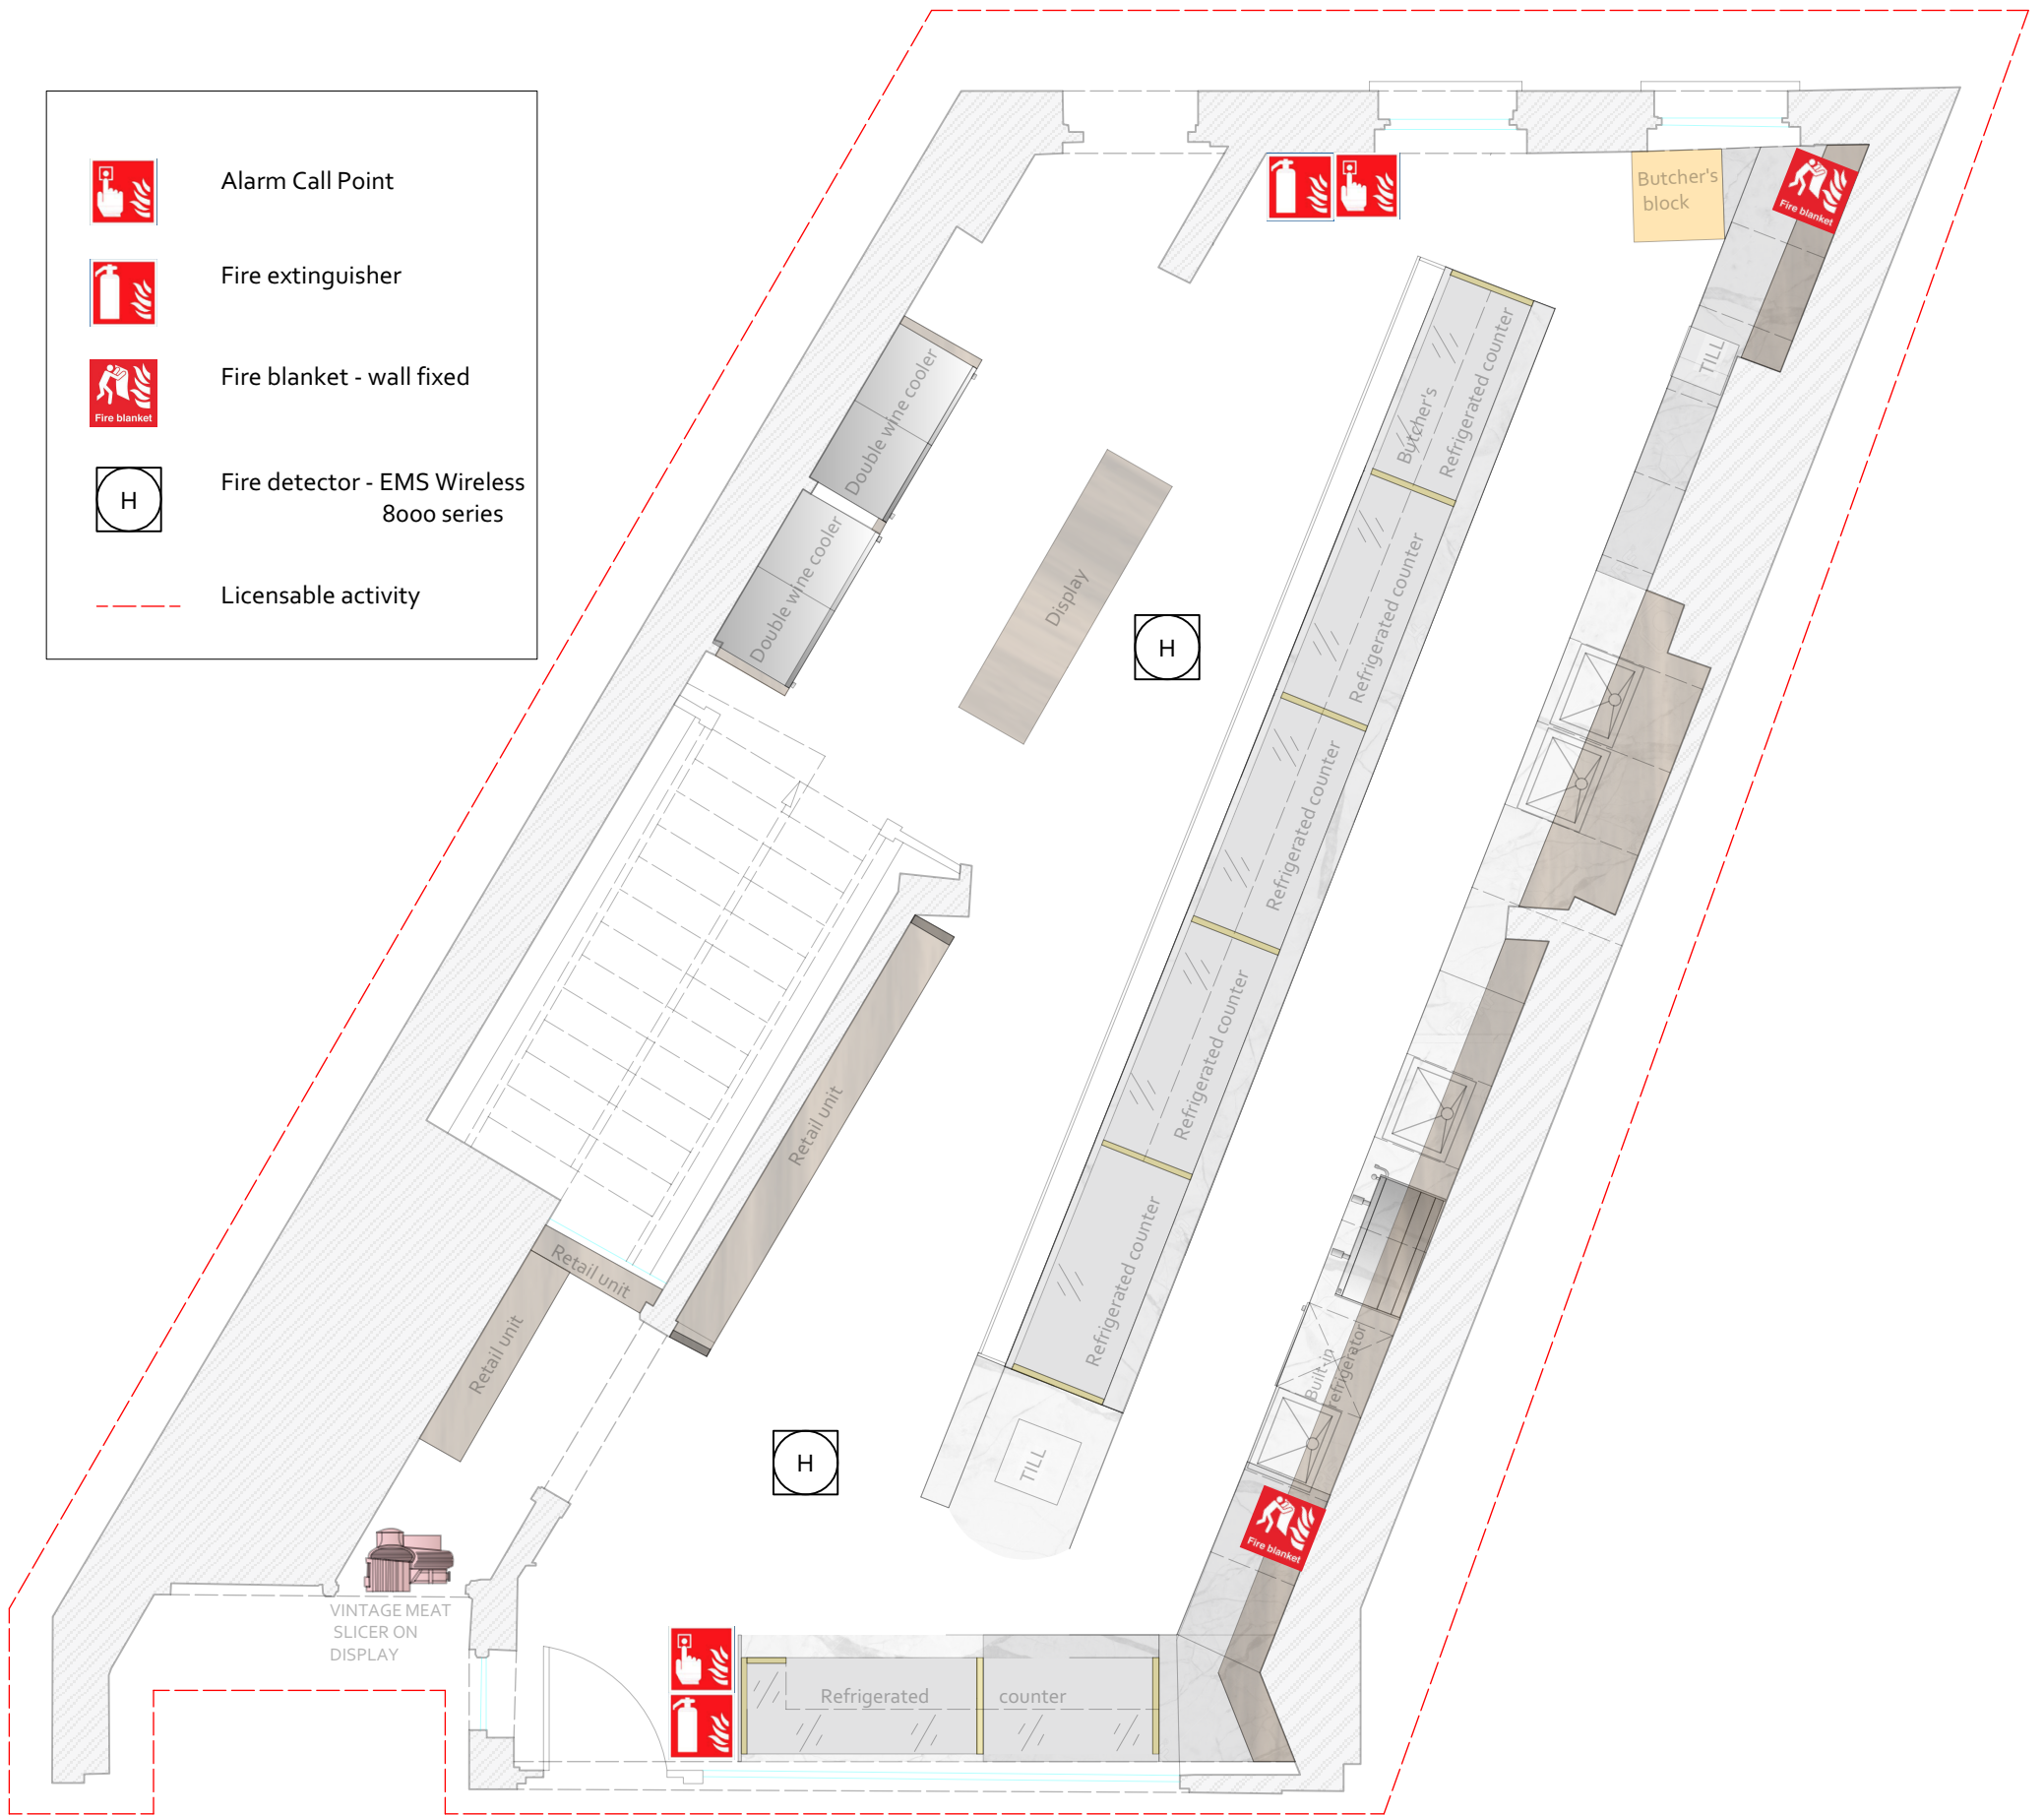 Alarm Call Point
Fire extinguisher
Fire blanket - wall fixed
Fire blanket
H
Fire detector - EMS Wireless
8000 series
Licensable activity
Butcher's
block
Fire blanket
TILL
Double wine cooler
Double wine cooler
Display
H
Butcher's
Refrigerated counter
Refrigerated counter
Refrigerated counter
Refrigerated counter
Refrigerated counter
TILL
Retail unit
Retail unit
Retail unit
Built-in
refrigerator
Fire blanket
H
VINTAGE MEAT
SLICER ON
DISPLAY
Refrigerated counter